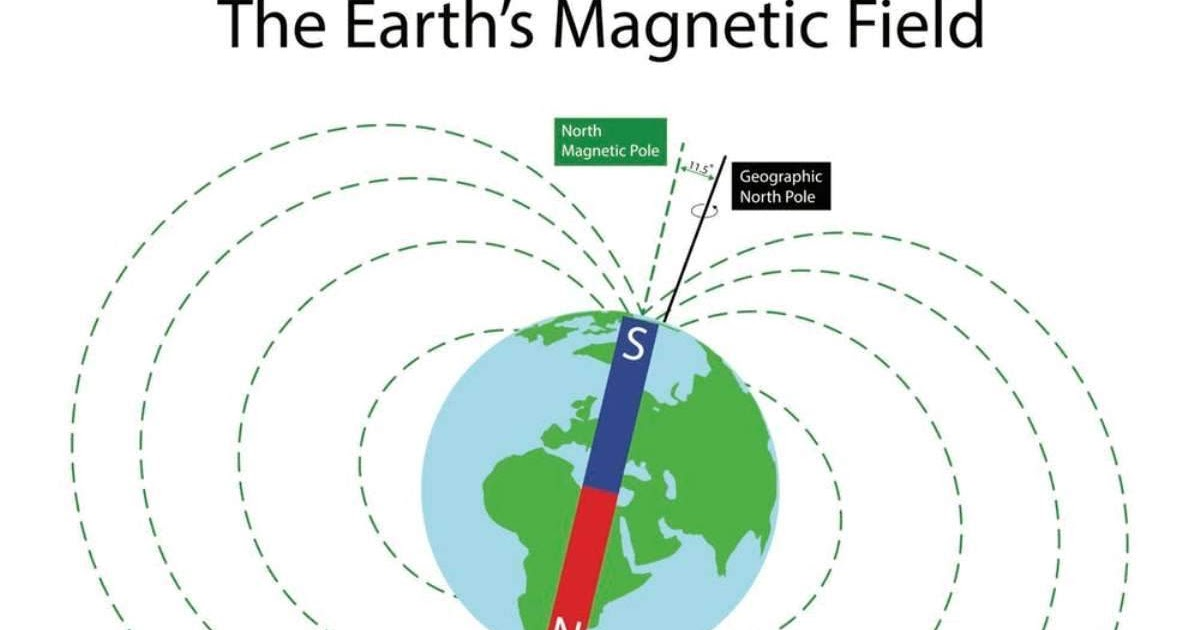 The Earth's Magnetic Field
North
Magnetic Pole
11.5°
Geographic
North Pole
S
N